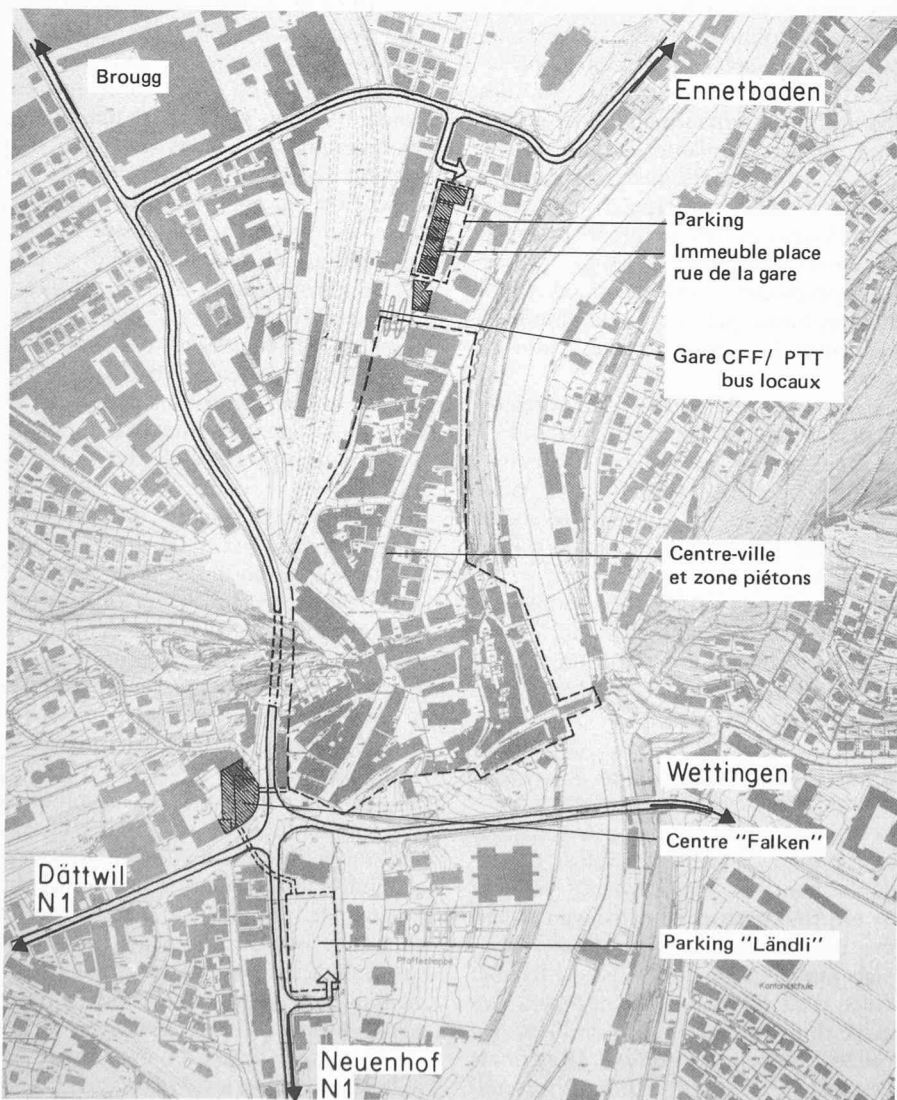 Brougg
Ennetbaden
Parking
Immeuble place
rue de la gare
Gare CFF/ PTT
bus locaux
Centre-ville
et zone piétons
Wettingen
Centre "Falken"
Dättwil
N1
Parking "Ländli"
Kantonsschule
Neuenhof
N1